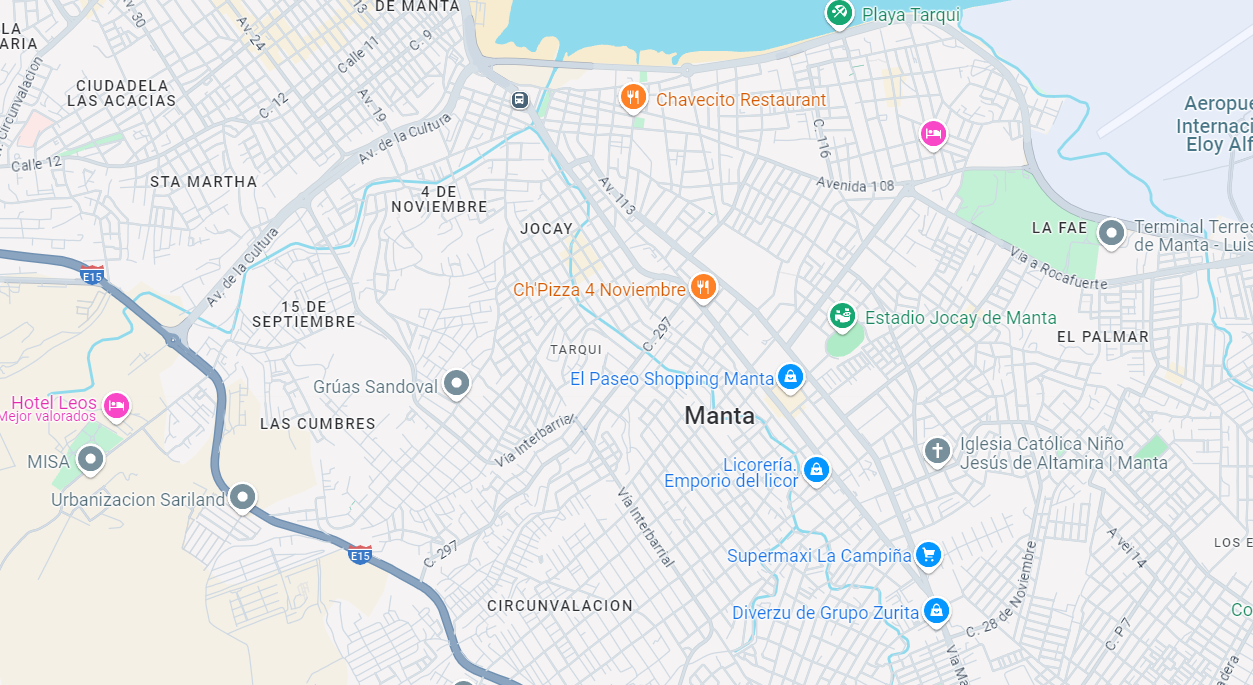 DE MANTA
Av. 30
13
Playa Tarqui
Av. 24
LA
ARIA
Calle 11
C. 9
CIUDADELA
LAS ACACIAS
C. 12
Av. 19
Chavecito Restaurant
Circunvalacion
Av. de la Cultura
C. 116
Aeropue
Internaci
Eloy Alf
Calle 12
STA MARTHA
4 DE
NOVIEMBRE
Av. 113
Avenida 108
JOCAY
LA FAE
Terminal Terres
de Manta - Luis
Av. de la Cultura
Via a Rocafuerte
E15
Ch'Pizza 4 Noviembre
15 DE
SEPTIEMBRE
Estadio Jocay de Manta
C. 297
EL PALMAR
TARQUI
Grúas Sandoval
El Paseo Shopping Manta
Hotel Leos
Mejor valorados
Manta
LAS CUMBRES
Via Interbarrial
Iglesia Católica Niño
Jesús de Altamira | Manta
MISA
Licorería.
Emporio del licor
Urbanizacion Sariland
Via Interbarrial
E15
C. 297
Supermaxi La Campiña
A vel 14
LOS E
C. 28 de Noviembre
CIRCUNVALACION
Diverzu de Grupo Zurita
Co
C. P7
Via Ma
adera